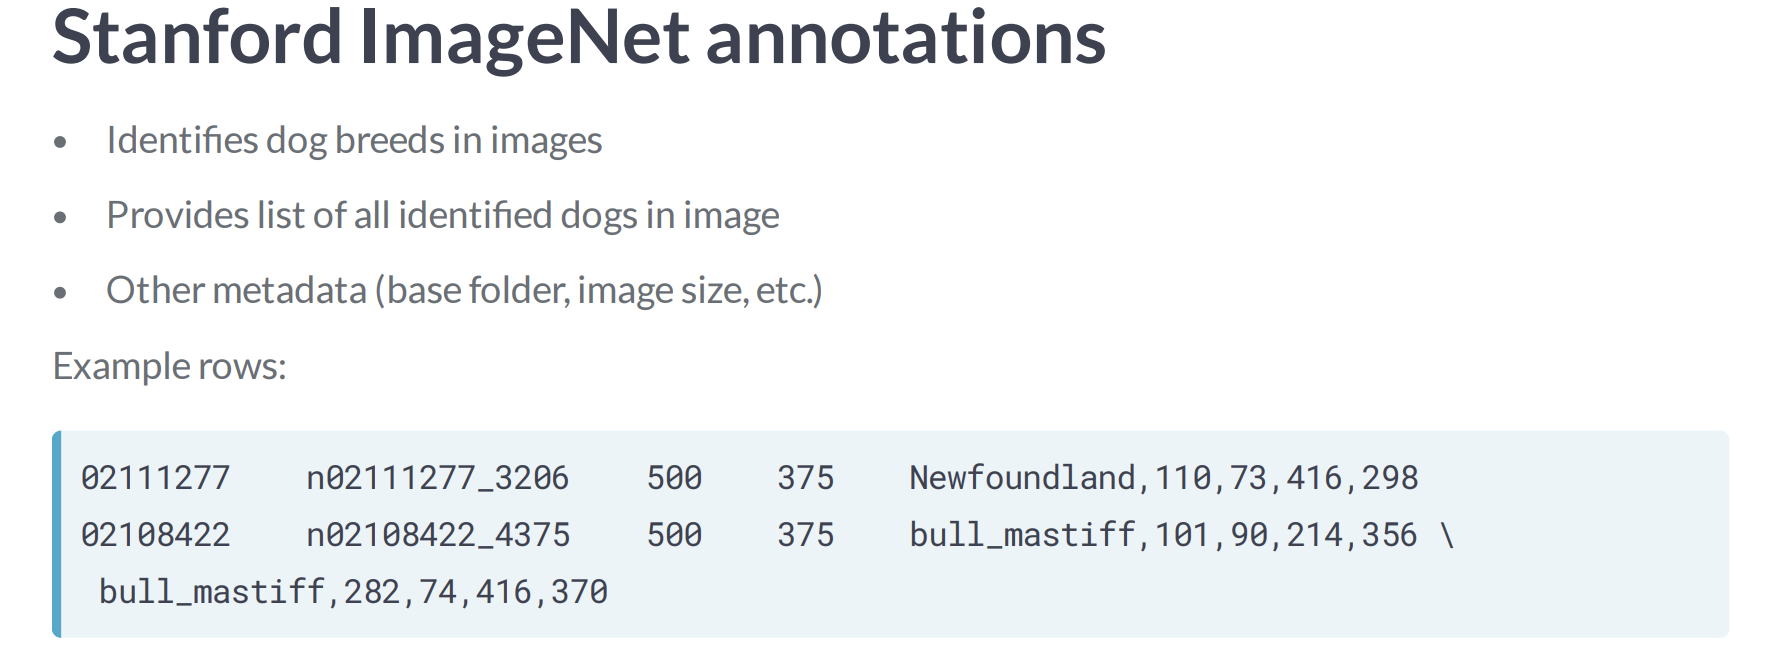 Stanford ImageNet annotations
• Identifies dog breeds in images
• Provides list of all identified dogs in image
• Other metadata (base folder, image size, etc.)
Example rows:
02111277    n02111277_3206    500    375    Newfoundland,110,73,416,298
02108422    n02108422_4375    500    375    bull_mastiff,101,90,214,356 \
 bull_mastiff,282,74,416,370